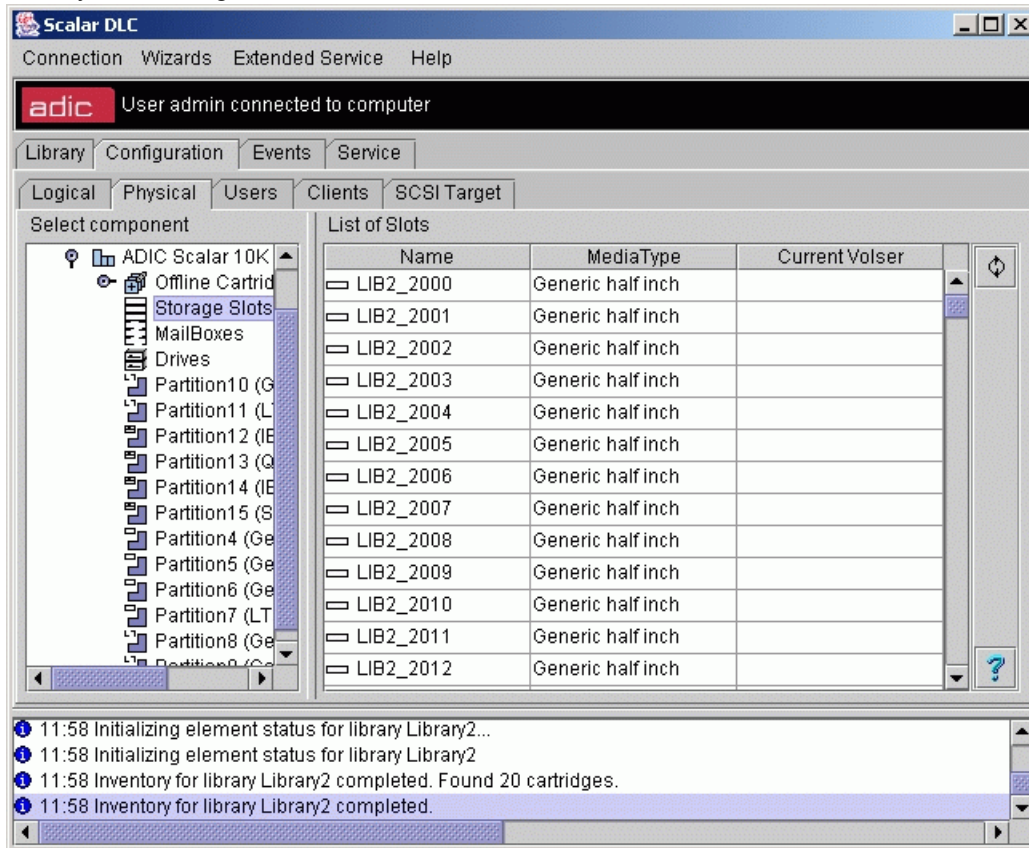 Scalar DLC
Connection Wizards Extended Service Help
adic User admin connected to computer
Library Configuration Events Service
Logical Physical Users Clients SCSI Target
Select component
ADIC Scalar 10K
Offline Cartrid
Storage Slots
MailBoxes
Drives
Partition10 (G
Partition11 (L
Partition12 (IE
Partition13 (Q
Partition14 (IE
Partition15 (S
Partition4 (Ge
Partition5 (Ge
Partition6 (Ge
Partition7 (LT
Partition8 (Ge
List of Slots
Name MediaType Current Volser
LIB2_2000 Generic half inch
LIB2_2001 Generic half inch
LIB2_2002 Generic half inch
LIB2_2003 Generic half inch
LIB2_2004 Generic half inch
LIB2_2005 Generic half inch
LIB2_2006 Generic half inch
LIB2_2007 Generic half inch
LIB2_2008 Generic half inch
LIB2_2009 Generic half inch
LIB2_2010 Generic half inch
LIB2_2011 Generic half inch
LIB2_2012 Generic half inch
?
11:58 Initializing element status for library Library2...
11:58 Initializing element status for library Library2
11:58 Inventory for library Library2 completed. Found 20 cartridges.
11:58 Inventory for library Library2 completed.